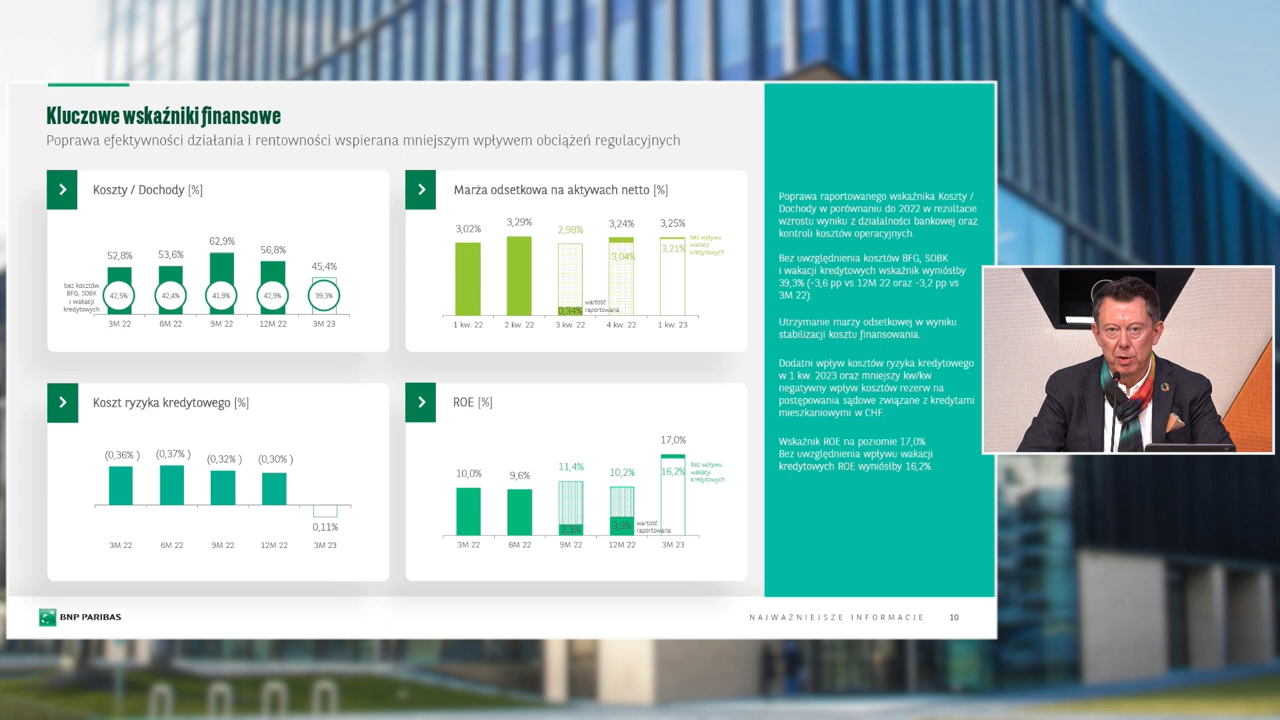 Kluczowe wskaźniki finansowe
Poprawa efektywności działania i rentowności wspierana mniejszym wpływem obciążeń regulacyjnych
Koszty / Dochody [%]
52,8%
53,6%
62,9%
56,8%
45,4%
bez kosztów
BFG, SOBK
i wakacji
kredytowych
42,5%
42,4%
41,9%
42,9%
39,3%
3M 22
6M 22
9M 22
12M 22
3M 23
Marża odsetkowa na aktywach netto [%]
3,02%
3,29%
2,98%
3,24%
3,25%
3,04%
3,21%
bez wpływu
wakacji
kredytowych
0,34%
wartość
raportowana
1 kw. 22
2 kw. 22
3 kw. 22
4 kw. 22
1 kw. 23
Koszt ryzyka kredytowego [%]
(0,36% )
(0,37% )
(0,32% )
(0,30% )
0,11%
3M 22
6M 22
9M 22
12M 22
3M 23
ROE [%]
10,0%
9,6%
11,4%
10,2%
17,0%
16,2%
bez wpływu
wakacji
kredytowych
2,3%
3,9%
wartość
raportowana
3M 22
6M 22
9M 22
12M 22
3M 23
Poprawa raportowanego wskaźnika Koszty /
Dochody w porównaniu do 2022 w rezultacie
wzrostu wyniku z działalności bankowej oraz
kontroli kosztów operacyjnych.
Bez uwzględnienia kosztów BFG, SOBK
i wakacji kredytowych wskaźnik wyniósłby
39,3% (-3,6 pp vs 12M 22 oraz -3,2 pp vs
3M 22).
Utrzymanie marży odsetkowej w wyniku
stabilizacji kosztu finansowania.
Dodatni wpływ kosztów ryzyka kredytowego
w 1 kw. 2023 oraz mniejszy kw/kw
negatywny wpływ kosztów rezerw na
postępowania sądowe związane z kredytami
mieszkaniowymi w CHF.
Wskaźnik ROE na poziomie 17,0%.
Bez uwzględnienia wpływu wakacji
kredytowych ROE wyniósłby 16,2%.
BNP PARIBAS
NAJWAŻNIEJSZE INFORMACJE 10